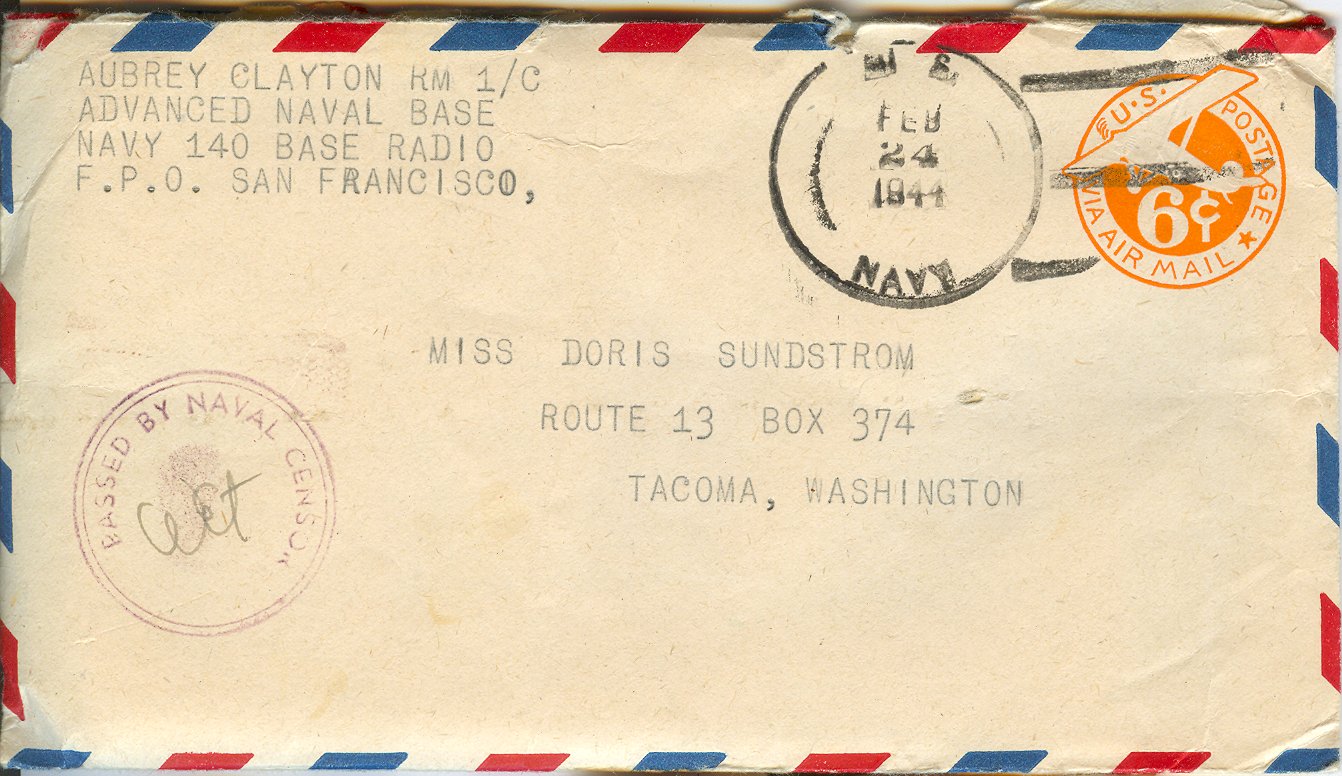 AUBREY CLAYTON RM 1/C
ADVANCED NAVAL BASE
NAVY 140 BASE RADIO
F.P.O. SAN FRANCISCO,
FEB
24
1944
NAVY
U.S. POSTAGE
6¢
VIA AIR MAIL
MISS DORIS SUNDSTROM
ROUTE 13 BOX 374
TACOMA, WASHINGTON
PASSED BY NAVAL CENSOR